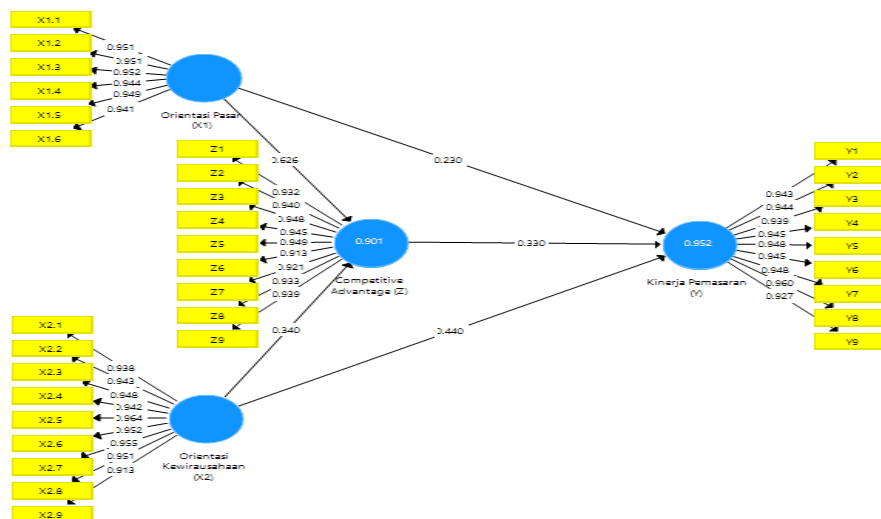 X1.1
X1.2
X1.3
X1.4
X1.5
X1.6
0.951
0.951
0.952
0.944
0.949
0.941
Orientasi Pasar
(X1)
Z1
Z2
Z3
Z4
Z5
Z6
Z7
Z8
Z9
0.626
0.932
0.940
0.948
0.945
0.949
0.913
0.921
0.933
0.939
0.340
0.901
Competitive
Advantage (Z)
0.230
0.330
0.440
0.952
Kinerja Pemasaran
(Y)
0.943
0.944
0.939
0.945
0.948
0.945
0.948
0.960
0.927
Y1
Y2
Y3
Y4
Y5
Y6
Y7
Y8
Y9
X2.1
X2.2
X2.3
X2.4
X2.5
X2.6
X2.7
X2.8
X2.9
0.938
0.943
0.948
0.942
0.964
0.952
0.955
0.951
0.913
Orientasi
Kewirausahaan
(X2)